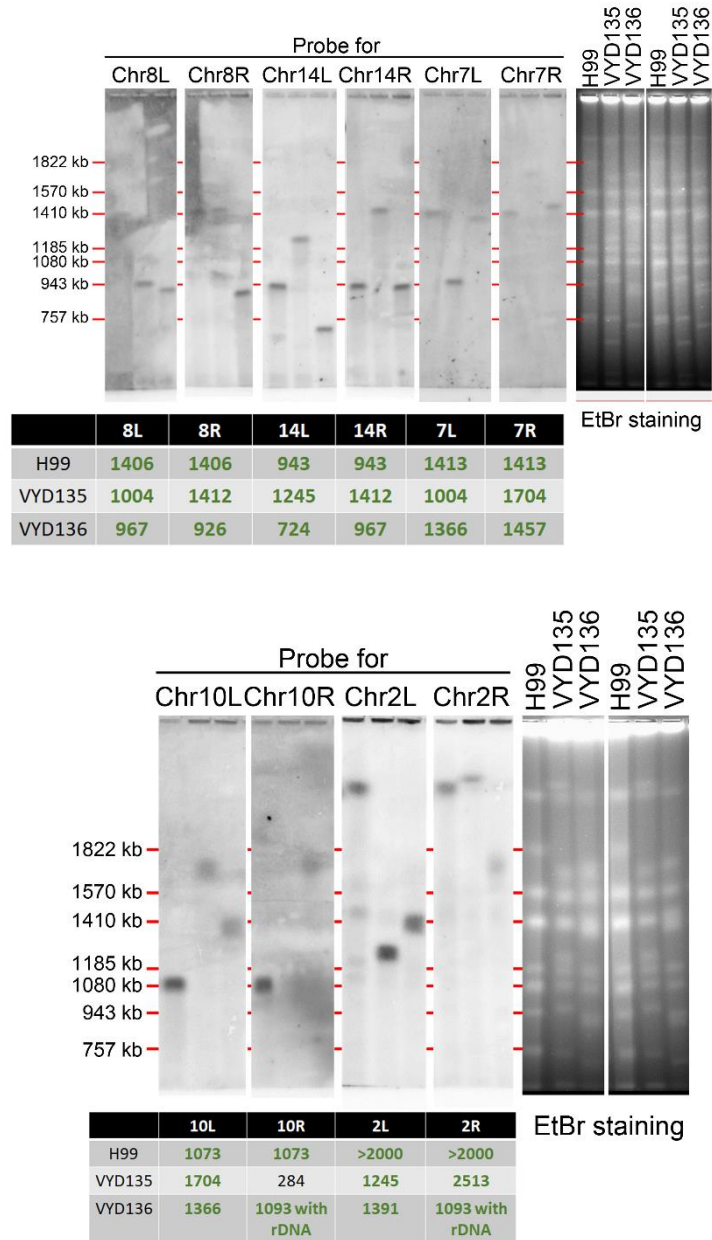 Probe for
Chr8L Chr8R Chr14L Chr14R Chr7L Chr7R
H99 VYD135 VYD136 H99 VYD135 VYD136
1822 kb
1570 kb
1410 kb
1185 kb
1080 kb
943 kb
757 kb
EtBr staining
8L 8R 14L 14R 7L 7R
H99 1406 1406 943 943 1413 1413
VYD135 1004 1412 1245 1412 1004 1704
VYD136 967 926 724 967 1366 1457
Probe for
Chr10L Chr10R Chr2L Chr2R
H99 VYD135 VYD136 H99 VYD135 VYD136
1822 kb
1570 kb
1410 kb
1185 kb
1080 kb
943 kb
757 kb
EtBr staining
10L 10R 2L 2R
H99 1073 1073 >2000 >2000
VYD135 1704 284 1245 2513
VYD136 1366 1093 with 1391 1093 with
rDNA rDNA